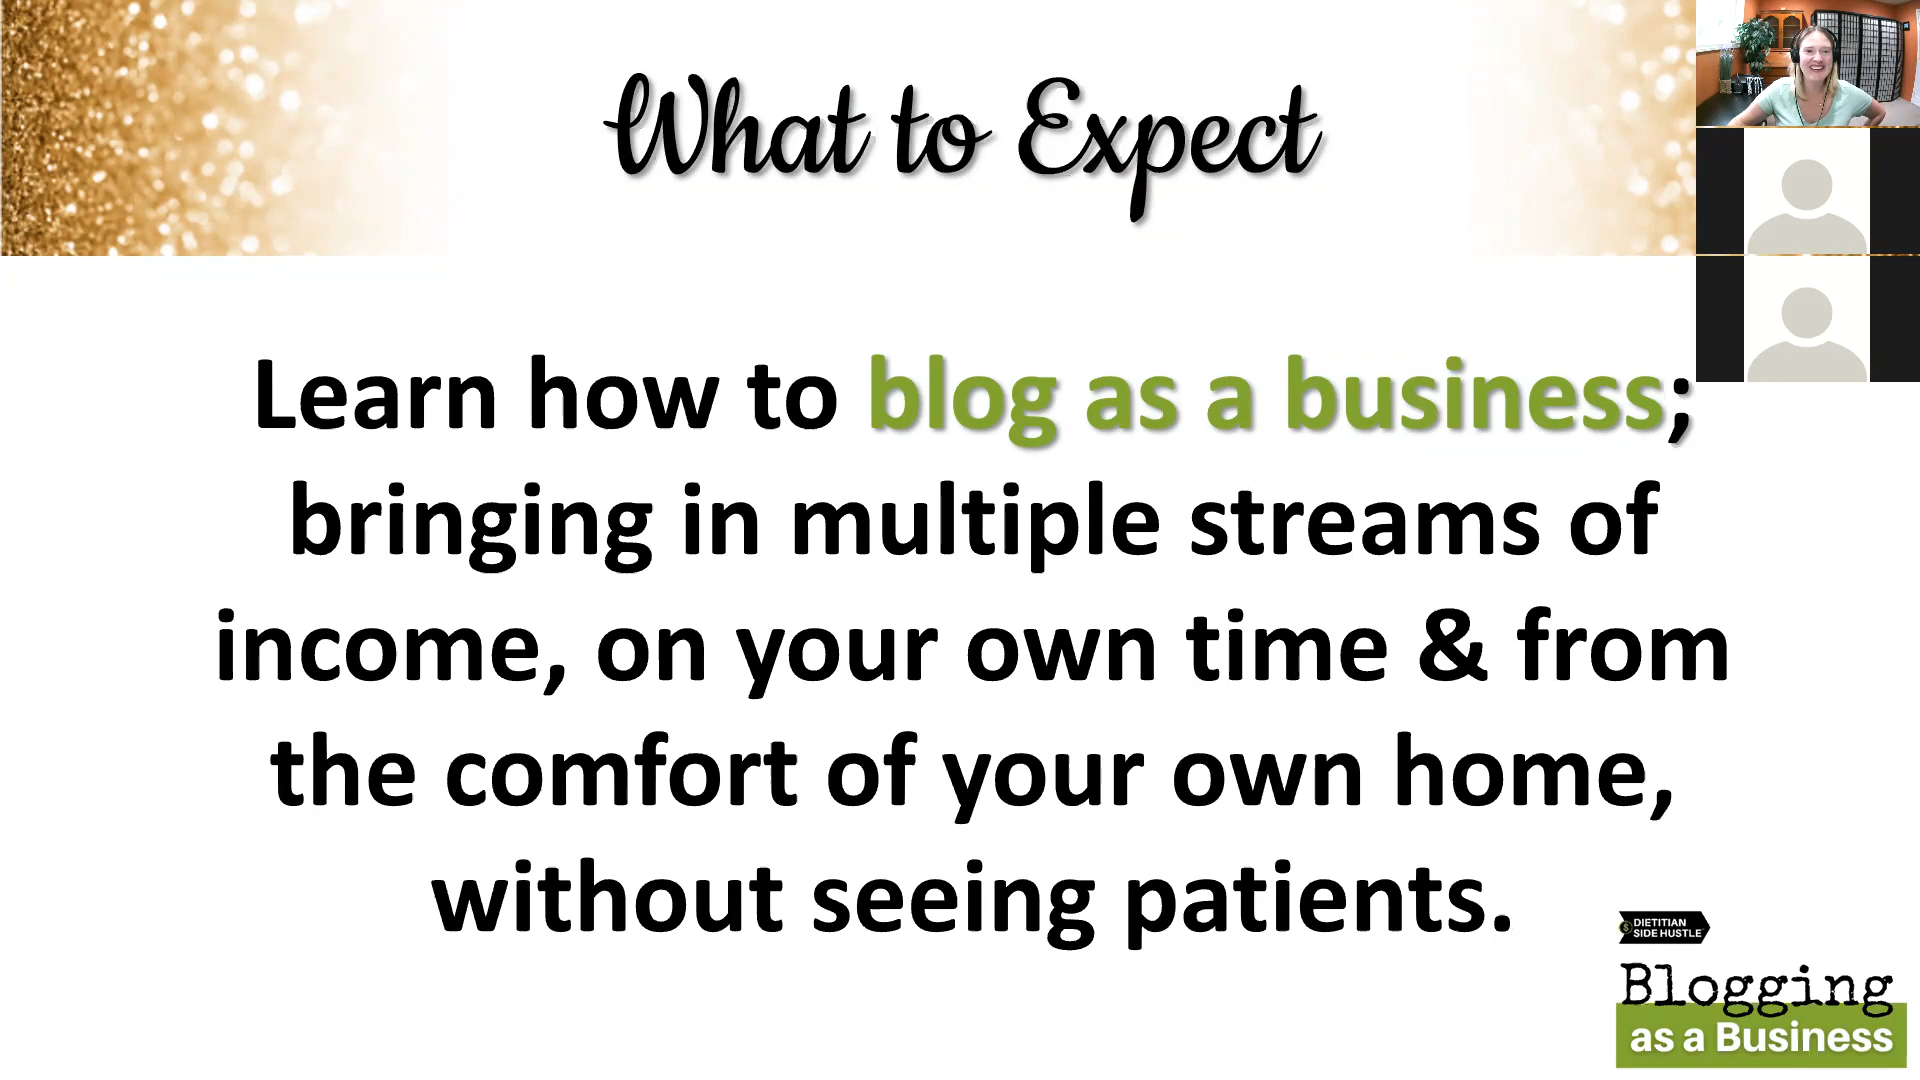 What to Expect
Learn how to blog as a business;
bringing in multiple streams of
income, on your own time & from
the comfort of your own home,
without seeing patients.
DIETITIAN
SIDE HUSTLE
Blogging
as a Business